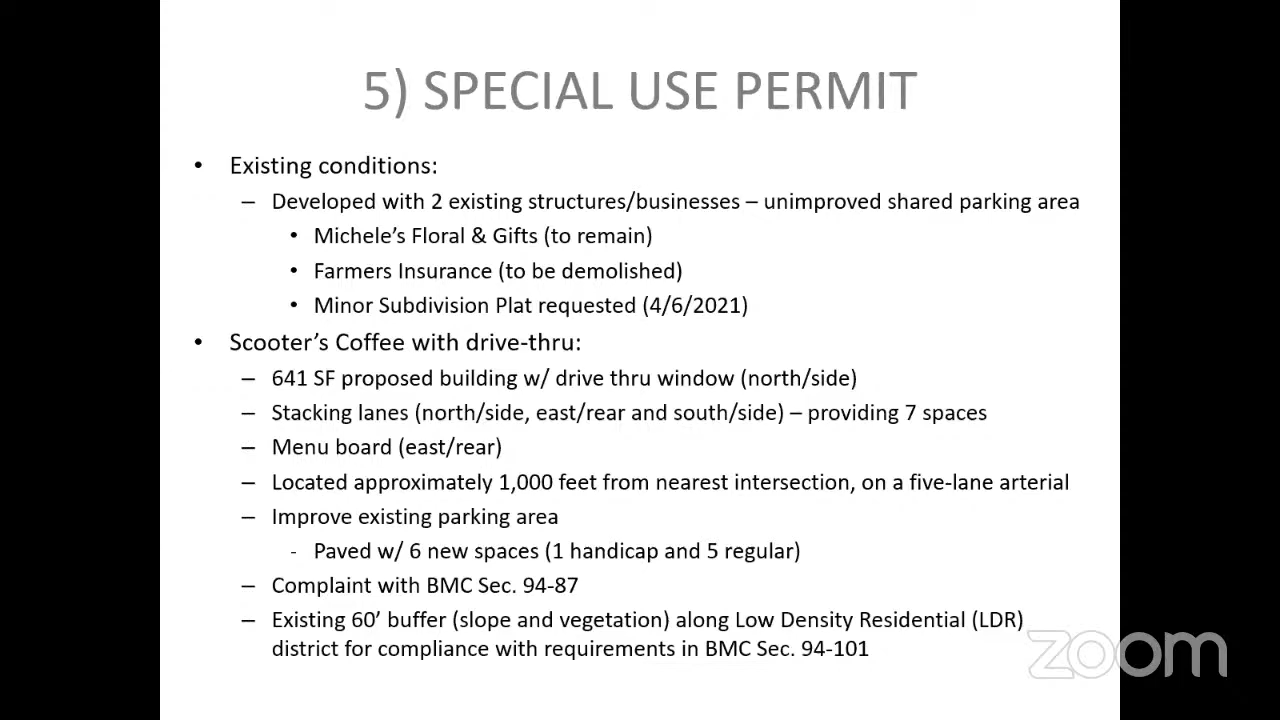 5) SPECIAL USE PERMIT
• Existing conditions:
– Developed with 2 existing structures/businesses – unimproved shared parking area
• Michele's Floral & Gifts (to remain)
• Farmers Insurance (to be demolished)
• Minor Subdivision Plat requested (4/6/2021)
• Scooter's Coffee with drive-thru:
– 641 SF proposed building w/ drive thru window (north/side)
– Stacking lanes (north/side, east/rear and south/side) – providing 7 spaces
– Menu board (east/rear)
– Located approximately 1,000 feet from nearest intersection, on a five-lane arterial
– Improve existing parking area
- Paved w/ 6 new spaces (1 handicap and 5 regular)
– Complaint with BMC Sec. 94-87
– Existing 60' buffer (slope and vegetation) along Low Density Residential (LDR)
district for compliance with requirements in BMC Sec. 94-101
zoom